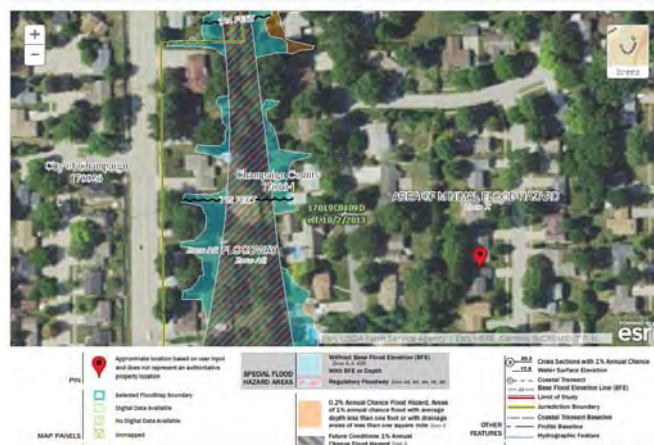 +
−
Streets
715 FEET
City of Champaign
170026
Champaign County
170894
17019C0409D
eff. 10/2/2013
AREA OF MINIMAL FLOOD HAZARD
Zone X
FLOODWAY
Zone AE
Zone AE
POWERED BY
esri
PIN
Approximate location based on user input
and does not represent an authoritative
property location
MAP PANELS
Selected FloodMap Boundary
Digital Data Available
No Digital Data Available
Unmapped
SPECIAL FLOOD
HAZARD AREAS
Without Base Flood Elevation (BFE)
With BFE or Depth
Regulatory Floodway
0.2% Annual Chance Flood Hazard, Areas
of 1% annual chance flood with average
depth less than one foot or with drainage
areas of less than one square mile
Future Conditions 1% Annual
Chance Flood Hazard
OTHER
FEATURES
Cross Sections with 1% Annual Chance
Water Surface Elevation
Coastal Transect
Base Flood Elevation Line (BFE)
Limit of Study
Jurisdiction Boundary
Coastal Transect Baseline
Profile Baseline
Hydrographic Feature